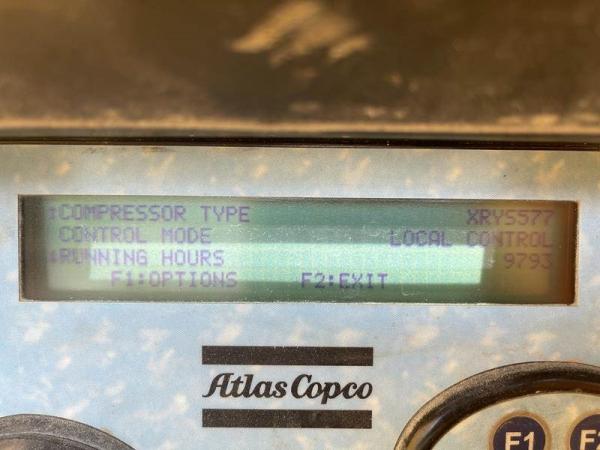 ↕COMPRESSOR TYPE XRYS577
CONTROL MODE LOCAL CONTROL
↕RUNNING HOURS 9793
F1:OPTIONS F2:EXIT
Atlas Copco
F1